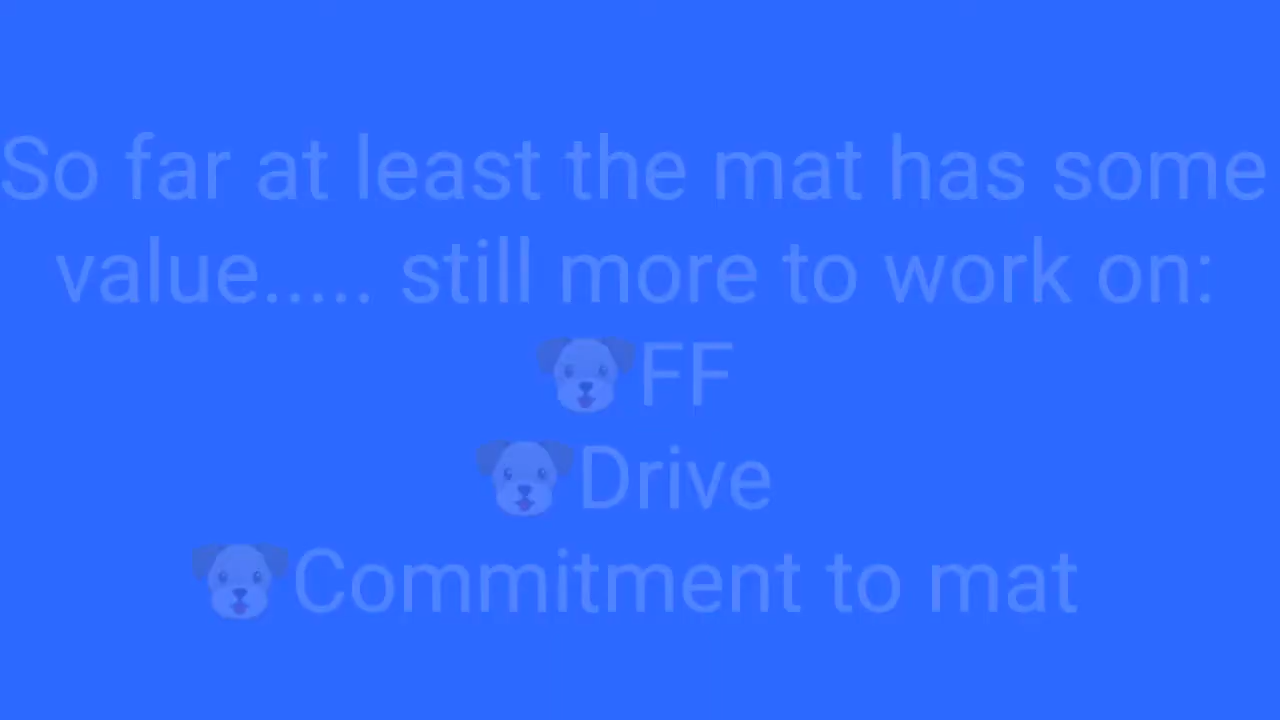 So far at least the mat has some
value..... still more to work on:
🐶FF
🐶Drive
🐶Commitment to mat